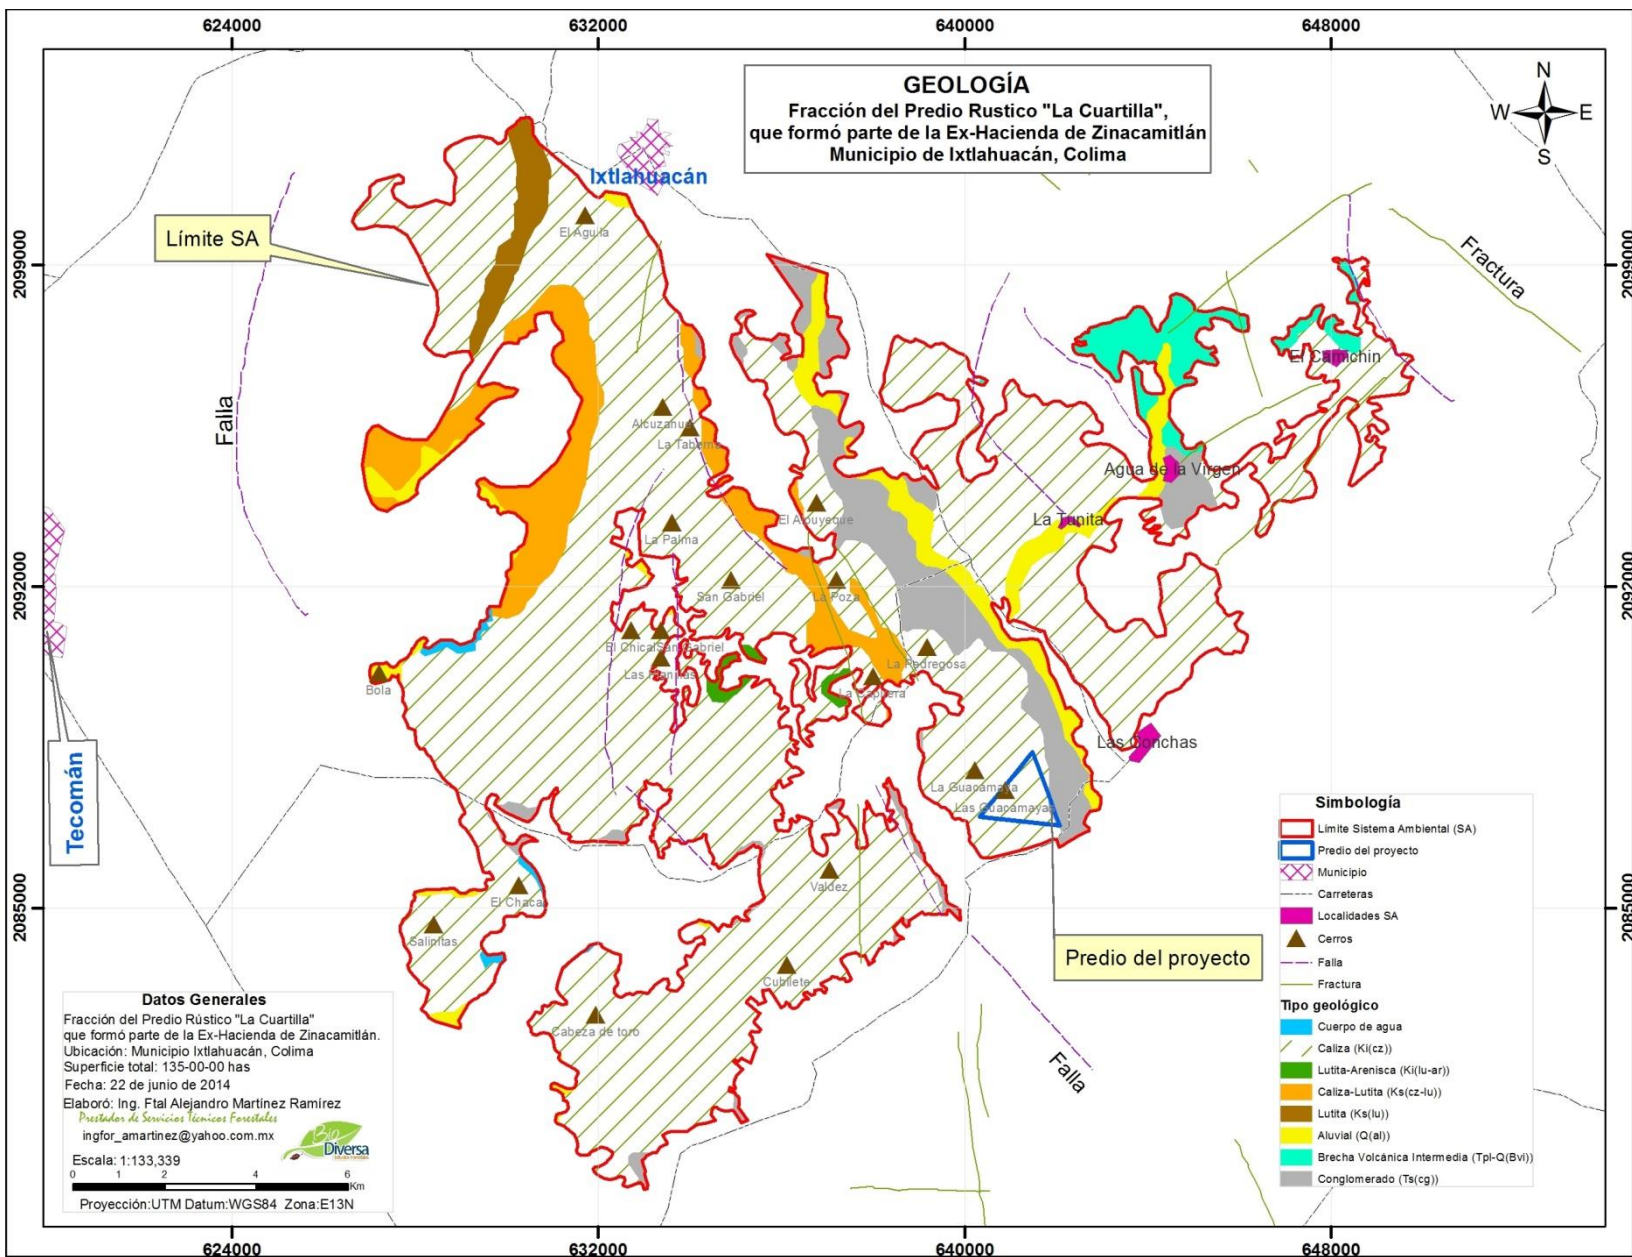 624000
632000
640000
648000
GEOLOGÍA
Fracción del Predio Rustico "La Cuartilla",
que formó parte de la Ex-Hacienda de Zinacamitlán
Municipio de Ixtlahuacán, Colima
N
W
E
S
Ixtlahuacán
Límite SA
El Aguila
2099000
2099000
Fractura
El Camichin
Falla
Alcuzahue
La Taberna
Agua de la Virgen
La Tunita
El Alpuyeque
La Palma
2092000
2092000
San Gabriel
La Poza
El Chical
San Gabriel
La Pedregosa
Bola
Las Conchas
Tecomán
La Guacamaya
Las Guacamayas
Valdez
El Chacal
Salinitas
2085000
2085000
Cubilete
Cabeza de toro
Predio del proyecto
Falla
Simbología
Límite Sistema Ambiental (SA)
Predio del proyecto
Municipio
Carreteras
Localidades SA
Cerros
Falla
Fractura
Tipo geológico
Cuerpo de agua
Caliza (Ki(cz))
Lutita-Arenisca (Ki(lu-ar))
Caliza-Lutita (Ks(cz-lu))
Lutita (Ks(lu))
Aluvial (Q(al))
Brecha Volcánica Intermedia (Tpl-Q(Bvi))
Conglomerado (Ts(cg))
Datos Generales
Fracción del Predio Rústico "La Cuartilla"
que formó parte de la Ex-Hacienda de Zinacamitlán.
Ubicación: Municipio Ixtlahuacán, Colima
Superficie total: 135-00-00 has
Fecha: 22 de junio de 2014
Elaboró: Ing. Ftal Alejandro Martínez Ramírez
Prestador de Servicios Técnicos Forestales
ingfor_amartinez@yahoo.com.mx
Bio
Diversa
Escala: 1:133,339
0 1 2 4 6
Km
Proyección:UTM Datum:WGS84 Zona:E13N
624000
632000
640000
648000